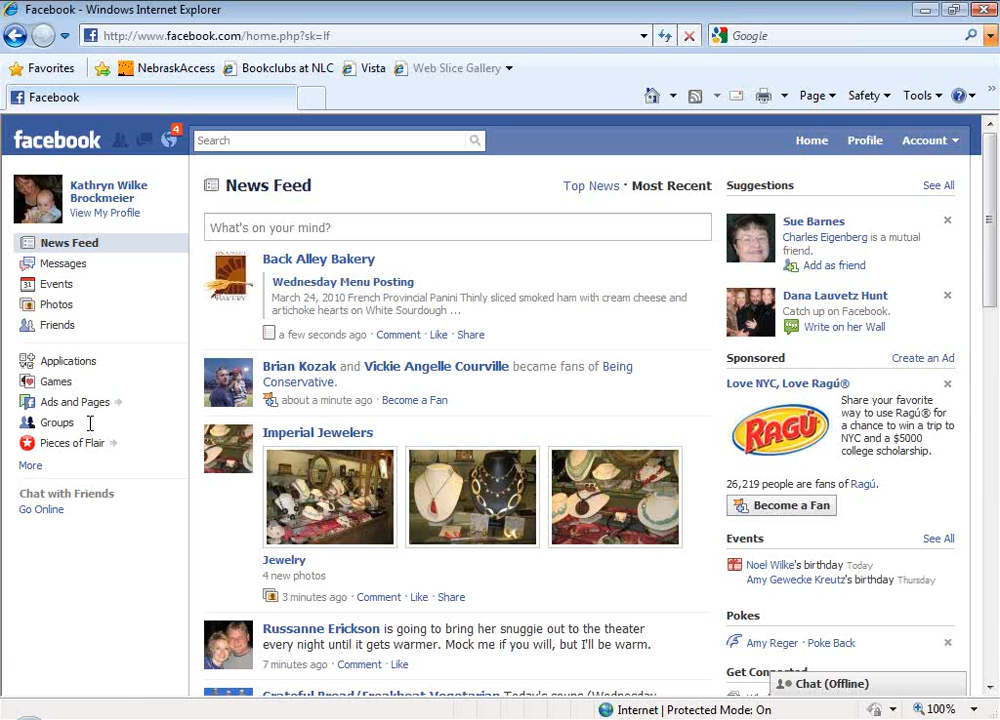 Facebook - Windows Internet Explorer
http://www.facebook.com/home.php?sk=lf
Google
Favorites
NebraskAccess
Bookclubs at NLC
Vista
Web Slice Gallery
Facebook
Page
Safety
Tools
facebook
4
Search
Home
Profile
Account
Kathryn Wilke
Brockmeier
View My Profile
News Feed
Messages
31 Events
Photos
Friends
Applications
Games
Ads and Pages
Groups
Pieces of Flair
More
Chat with Friends
Go Online
News Feed
Top News · Most Recent
What's on your mind?
Back Alley Bakery
Wednesday Menu Posting
March 24, 2010 French Provincial Panini Thinly sliced smoked ham with cream cheese and
artichoke hearts on White Sourdough ...
a few seconds ago · Comment · Like · Share
Brian Kozak and Vickie Angelle Courville became fans of Being
Conservative.
about a minute ago · Become a Fan
Imperial Jewelers
Jewelry
4 new photos
3 minutes ago · Comment · Like · Share
Russanne Erickson is going to bring her snuggie out to the theater
every night until it gets warmer. Mock me if you will, but I'll be warm.
7 minutes ago · Comment · Like
Grateful Bread/Freakbeat Vegetarian Today's soup (Wednesday
Suggestions
See All
Sue Barnes
Charles Eigenberg is a mutual
friend.
Add as friend
Dana Lauvetz Hunt
Catch up on Facebook.
Write on her Wall
Sponsored
Create an Ad
Love NYC, Love Ragú®
RAGÚ
Share your favorite
way to use Ragú® for
a chance to win a trip
to NYC and a $5000
college scholarship.
26,219 people are fans of Ragú.
Become a Fan
Events
See All
Noel Wilke's birthday Today
Amy Gewecke Kreutz's birthday Thursday
Pokes
Amy Reger · Poke Back
Get Connected
Chat (Offline)
Internet | Protected Mode: On
100%